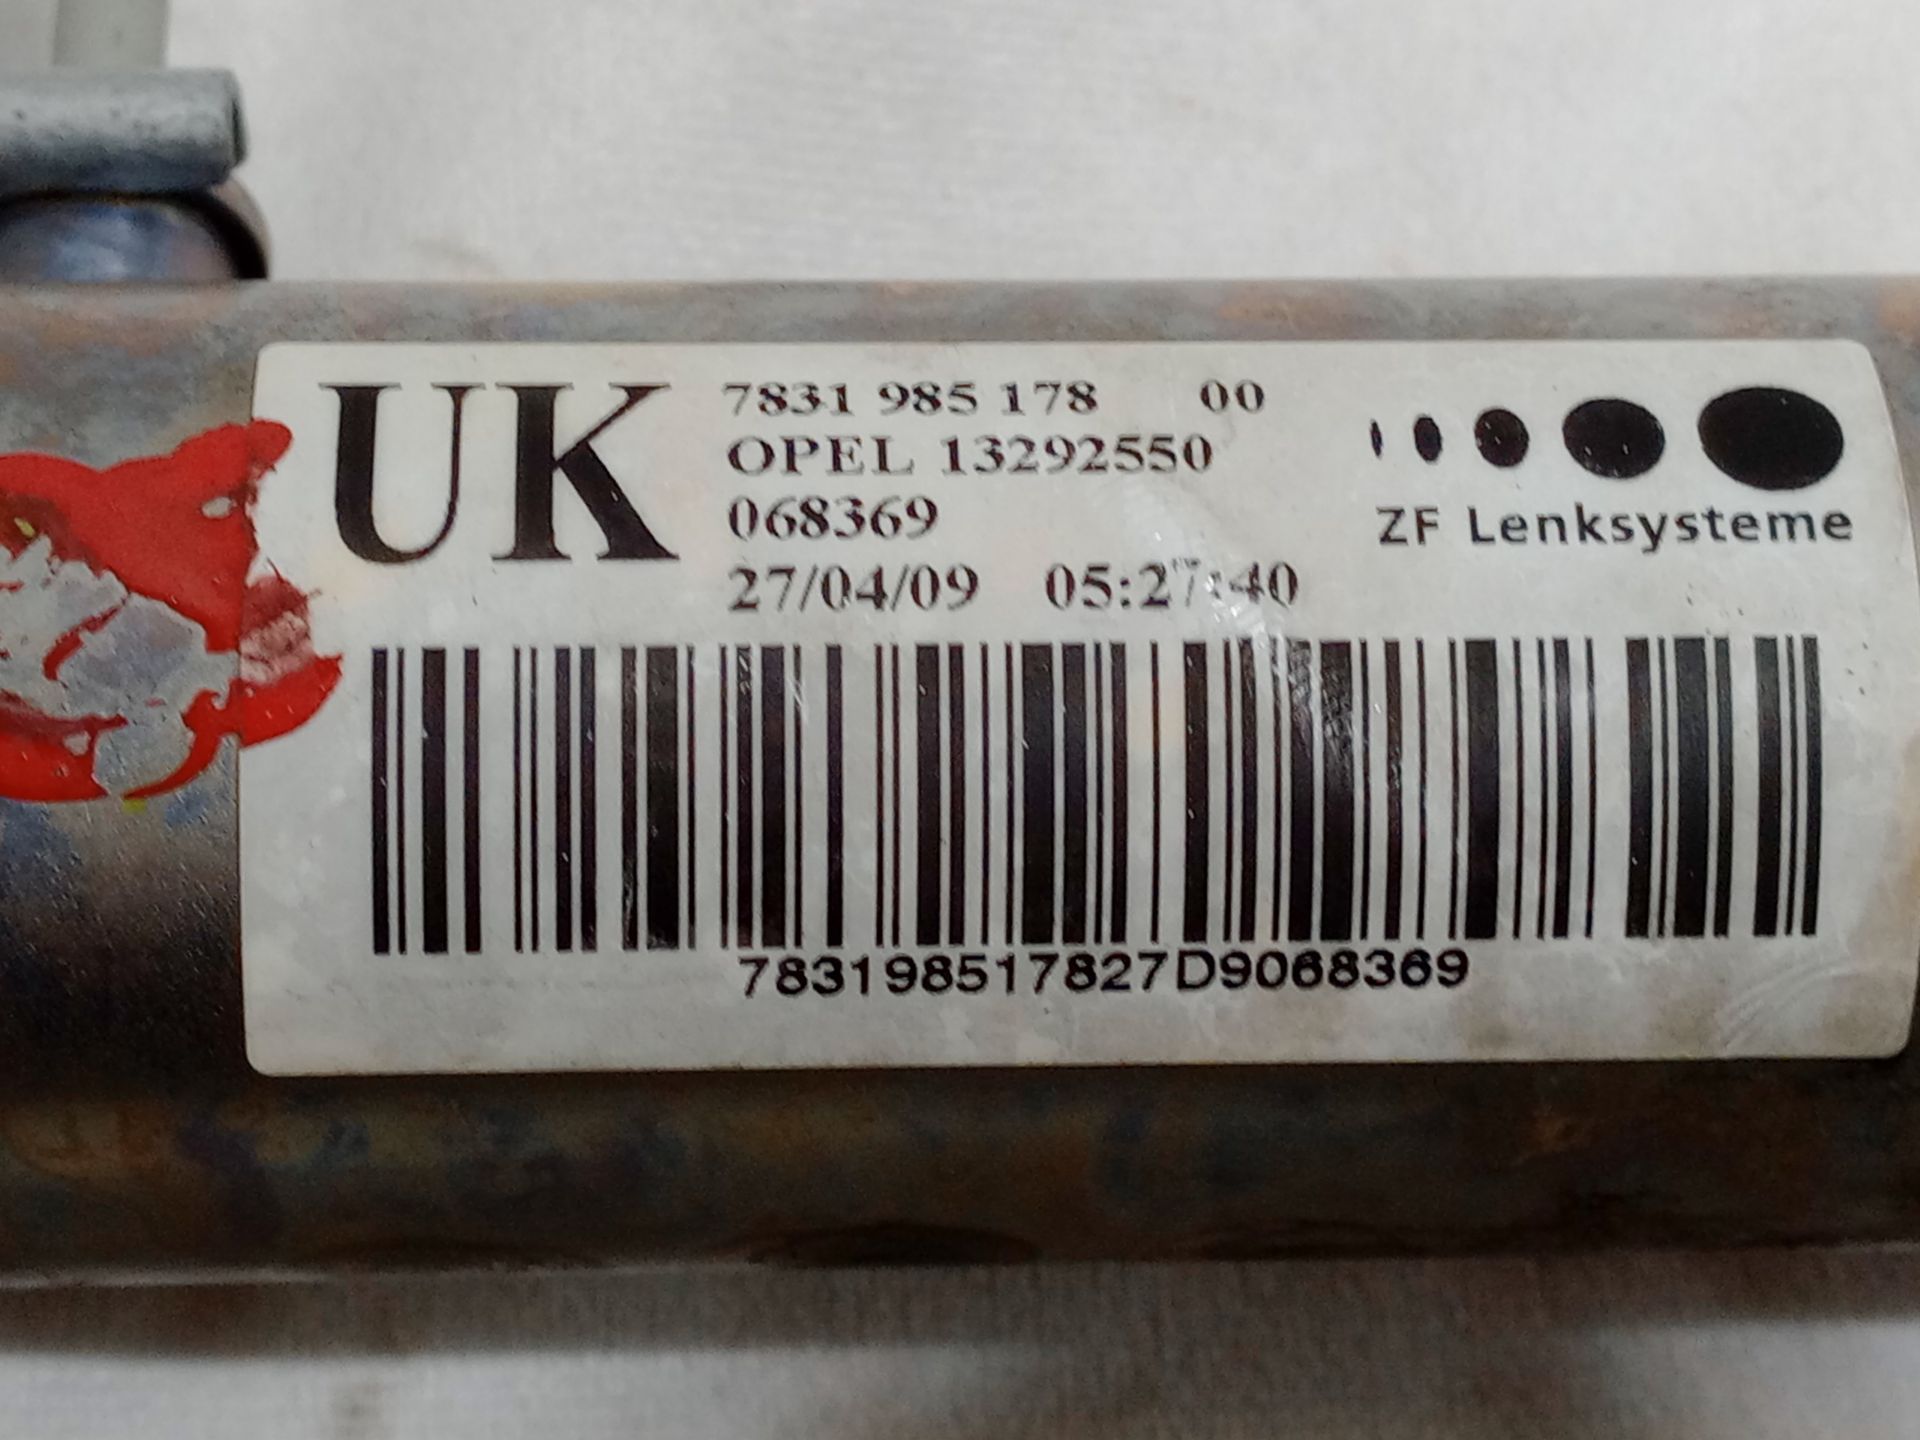 UK
7831 985 178 00
OPEL 13292550
068369
27/04/09 05:27:40
ZF Lenksysteme
783198517827D9068369